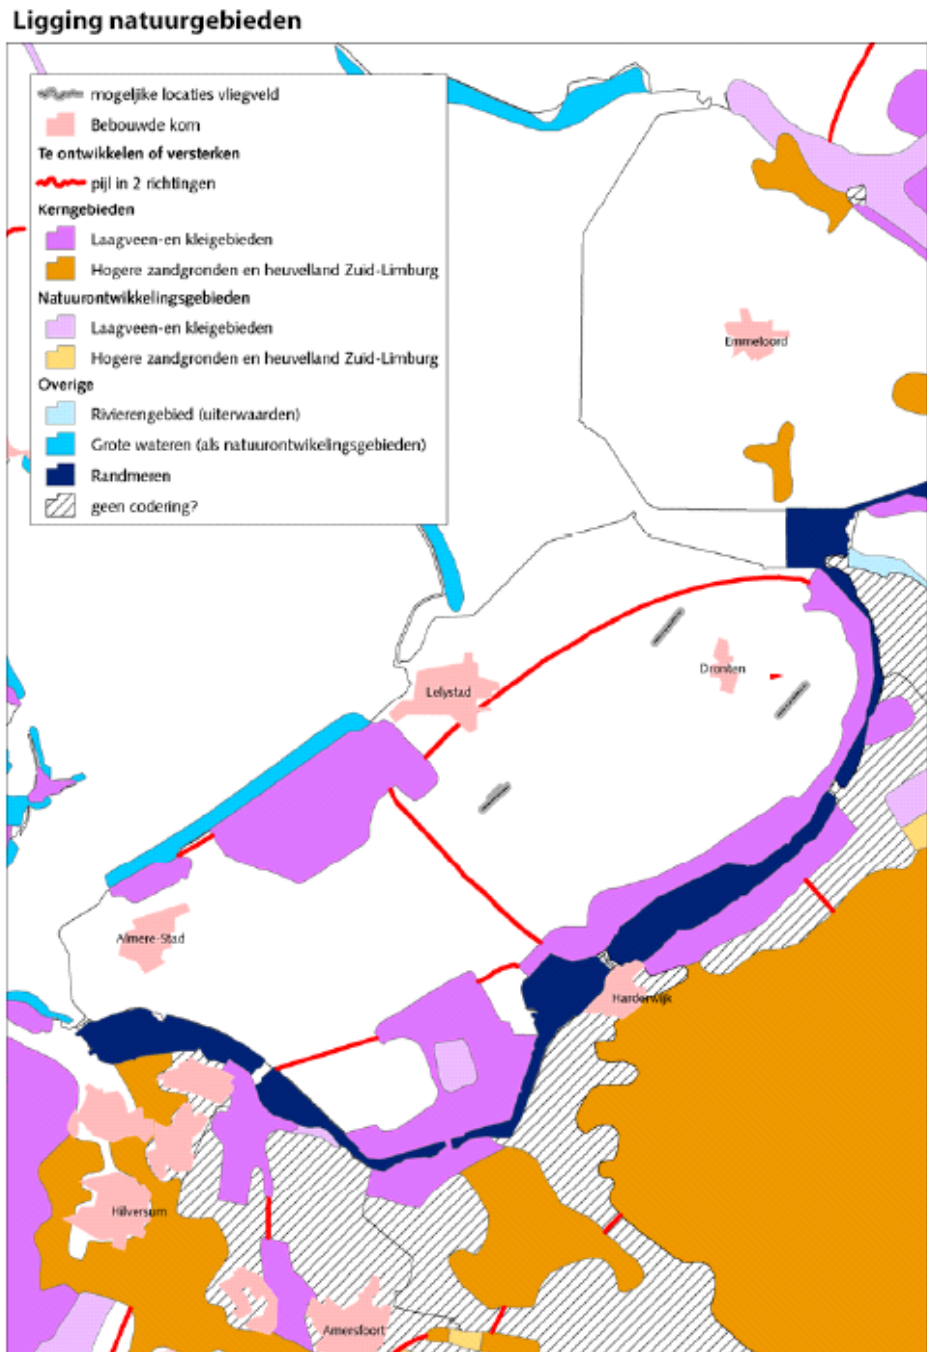 Ligging natuurgebieden
mogelijke locaties vliegveld
Bebouwde kom
Te ontwikkelen of versterken
pijl in 2 richtingen
Kerngebieden
Laagveen-en kleigebieden
Hogere zandgronden en heuvelland Zuid-Limburg
Natuurontwikkelingsgebieden
Laagveen-en kleigebieden
Hogere zandgronden en heuvelland Zuid-Limburg
Overige
Rivierengebied (uiterwaarden)
Grote wateren (als natuurontwikelingsgebieden)
Randmeren
geen codering?
Emmeloord
Dronten
Lelystad
Almere-Stad
Harderwijk
Hilversum
Amersfoort